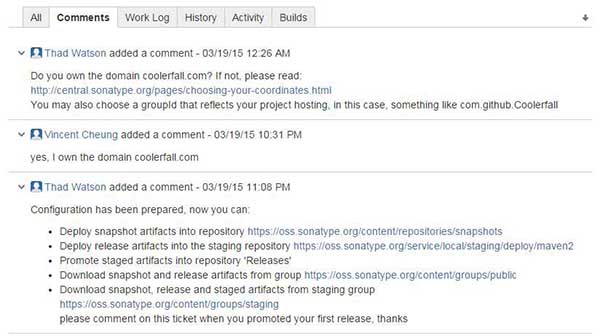 All Comments Work Log History Activity Builds
Thad Watson added a comment - 03/19/15 12:26 AM
Do you own the domain coolerfall.com? If not, please read:
http://central.sonatype.org/pages/choosing-your-coordinates.html
You may also choose a groupId that reflects your project hosting, in this case, something like com.github.Coolerfall
Vincent Cheung added a comment - 03/19/15 10:31 PM
yes, I own the domain coolerfall.com
Thad Watson added a comment - 03/19/15 11:08 PM
Configuration has been prepared, now you can:
• Deploy snapshot artifacts into repository https://oss.sonatype.org/content/repositories/snapshots
• Deploy release artifacts into the staging repository https://oss.sonatype.org/service/local/staging/deploy/maven2
• Promote staged artifacts into repository 'Releases'
• Download snapshot and release artifacts from group https://oss.sonatype.org/content/groups/public
• Download snapshot, release and staged artifacts from staging group
https://oss.sonatype.org/content/groups/staging
please comment on this ticket when you promoted your first release, thanks